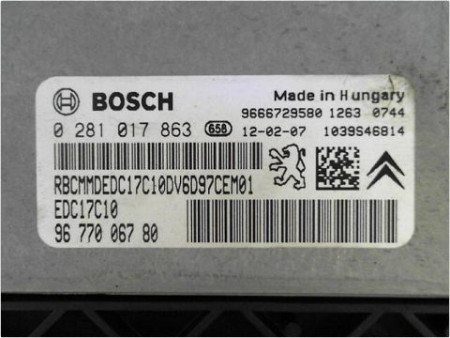 BOSCH
Made in Hungary
9666729580 1263 0744
0 281 017 863 658 12-02-07 1039S46814
RBCMMDEDC17C10DV6D97CEM01
EDC17C10
96 770 067 80